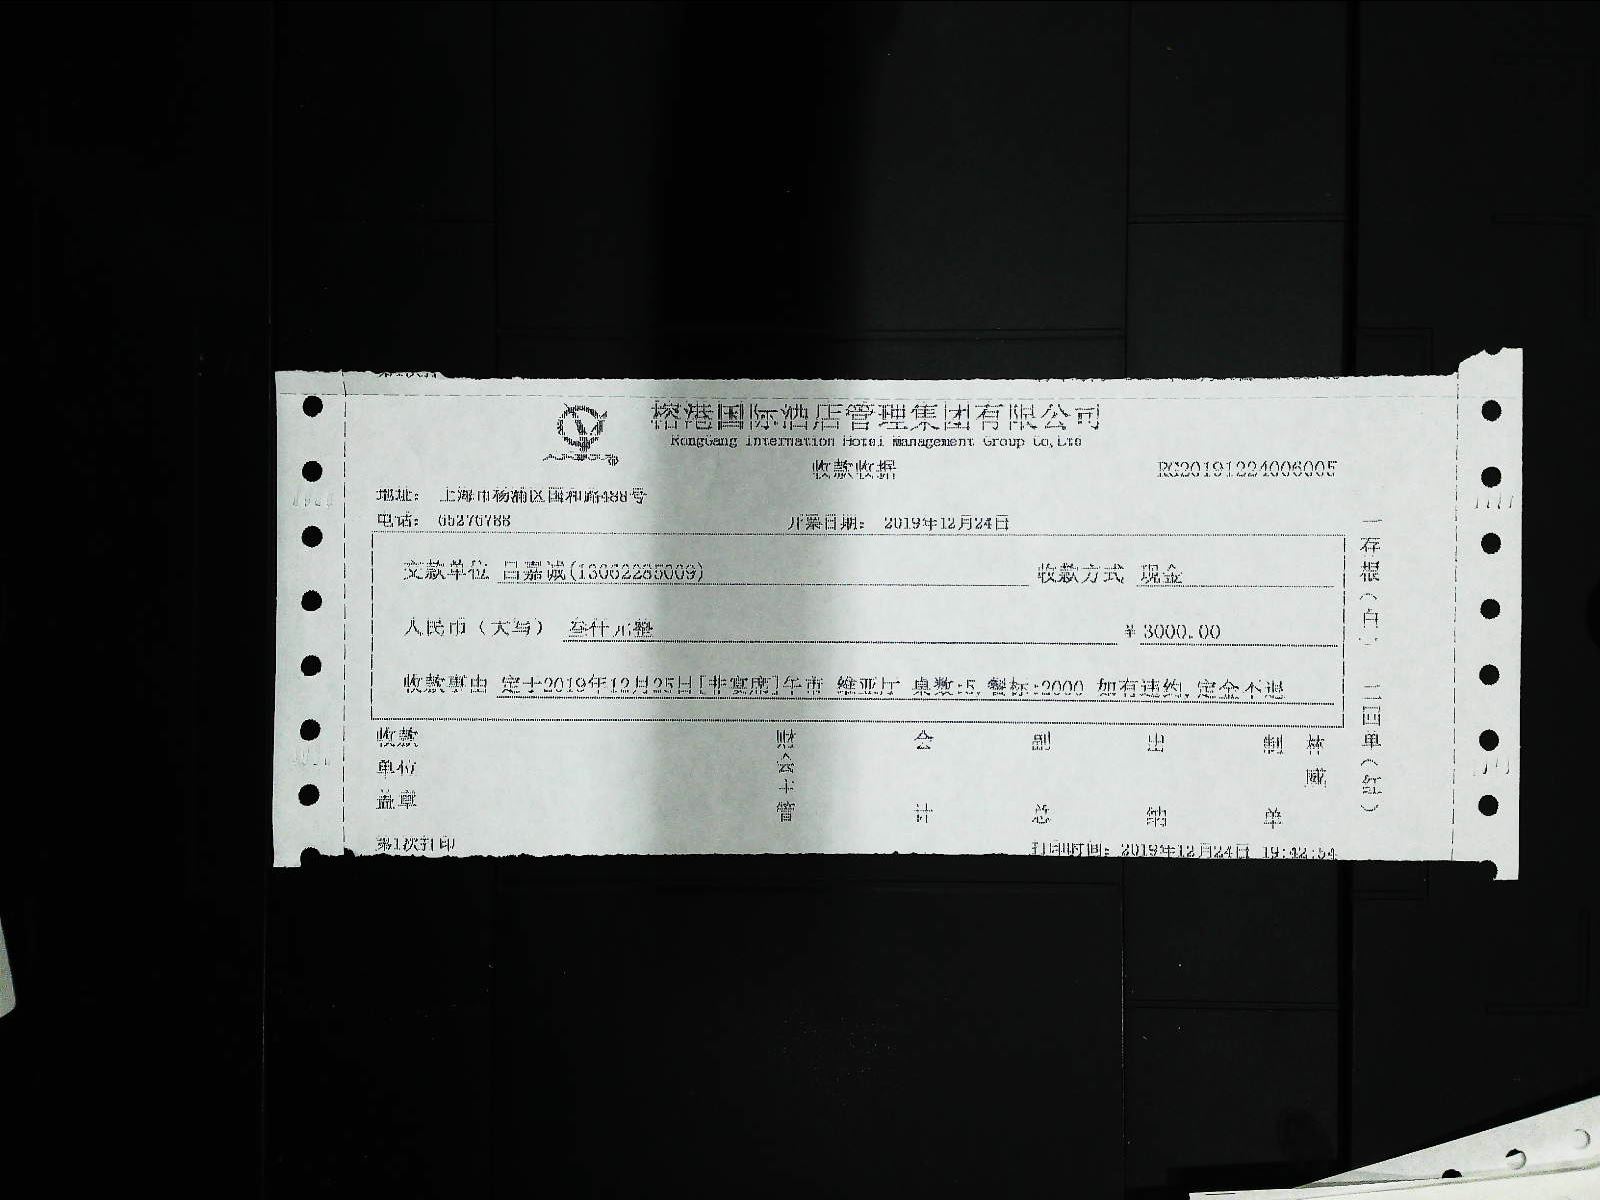 榕港国际酒店管理集团有限公司
RongGang Internation Hotel Management Group Co,Ltd
收款收据 RC20191224006005
地址： 上海市杨浦区国和路488号
电话： 65276788 开票日期： 2019年12月24日
交款单位 吕嘉诚(13062285009) 收款方式 现金
人民币（大写） 叁仟元整 ¥ 3000.00
收款事由 定于2019年12月25日[非宴席]午市 维亚厅 桌数:5,餐标:2000 如有违约,定金不退
收款单位盖章 财会主管 会计 副总 出纳 制单 林威
第1次打印 打印时间：2019年12月24日 19:42:54
一存根（白） 二回单（红）